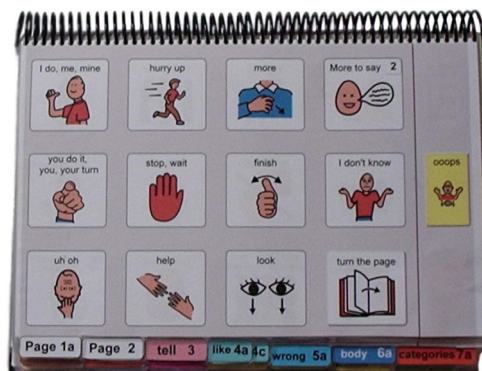 I do, me, mine
hurry up
more
More to say 2
you do it,
you, your turn
stop, wait
finish
I don't know
ooops
uh oh
help
look
turn the page
Page 1a
Page 2
tell 3
like 4a
4c
wrong 5a
body 6a
categories 7a